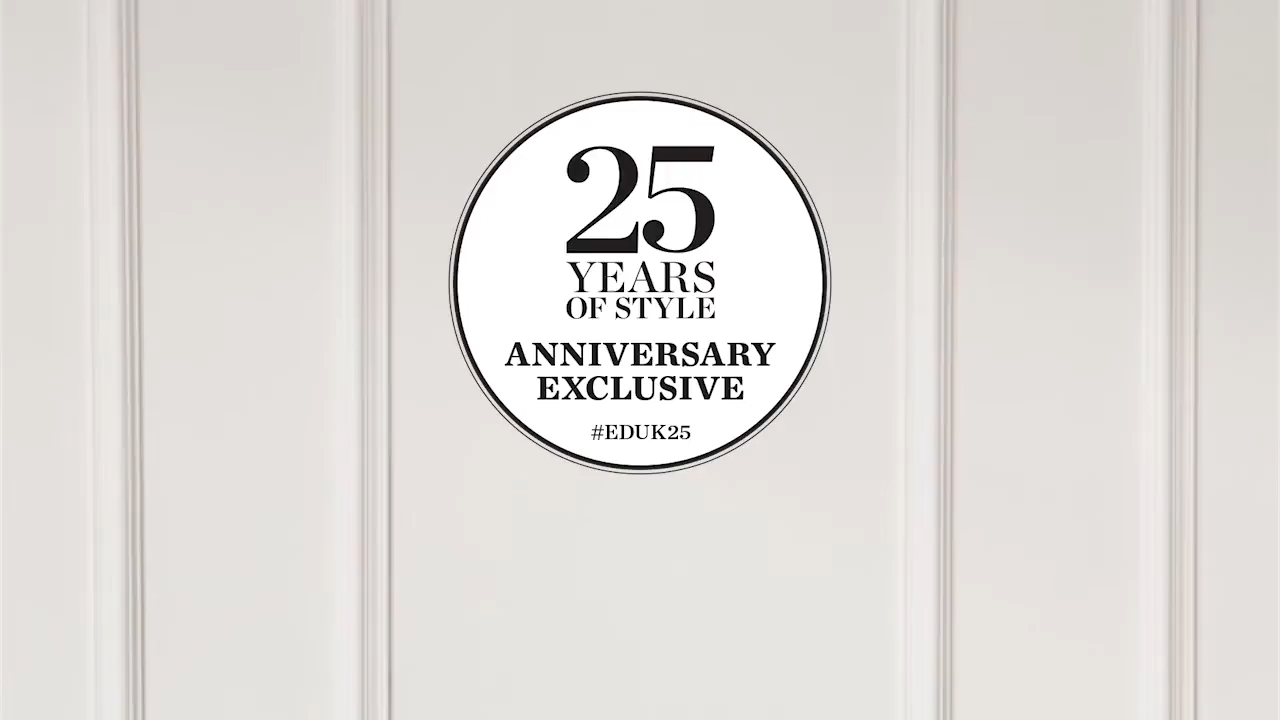 25
YEARS
OF STYLE
ANNIVERSARY
EXCLUSIVE
#EDUK25